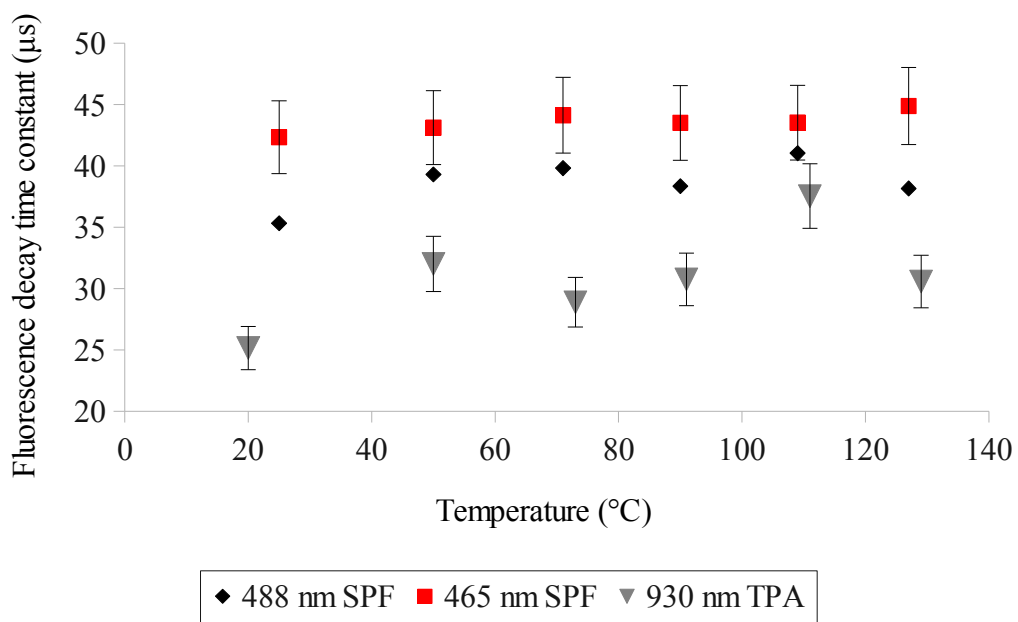 Fluorescence decay time constant (µs)
50
45
40
35
30
25
20
0 20 40 60 80 100 120 140
Temperature (°C)
488 nm SPF 465 nm SPF 930 nm TPA